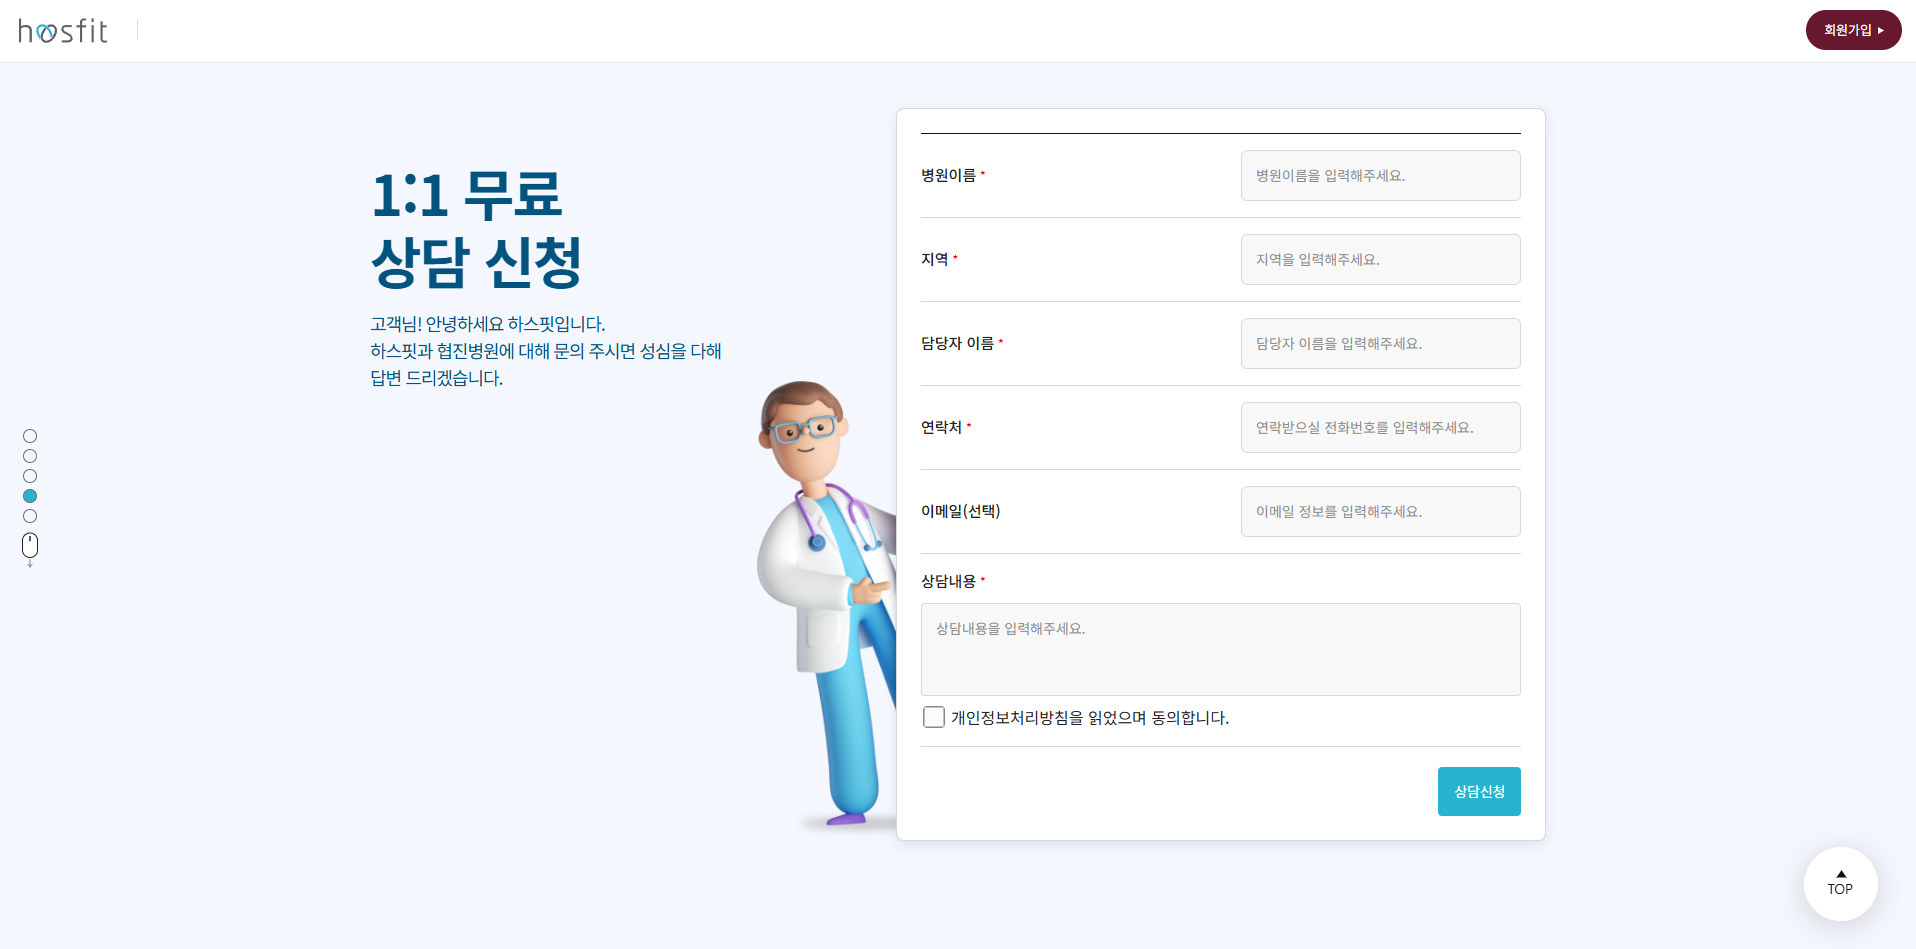 hoosfit
회원가입 ▶
1:1 무료
상담 신청
고객님! 안녕하세요 하스핏입니다.
하스핏과 협진병원에 대해 문의 주시면 성심을 다해
답변 드리겠습니다.
병원이름 *
병원이름을 입력해주세요.
지역 *
지역을 입력해주세요.
담당자 이름 *
담당자 이름을 입력해주세요.
연락처 *
연락받으실 전화번호를 입력해주세요.
이메일(선택)
이메일 정보를 입력해주세요.
상담내용 *
상담내용을 입력해주세요.
개인정보처리방침을 읽었으며 동의합니다.
상담신청
▲
TOP